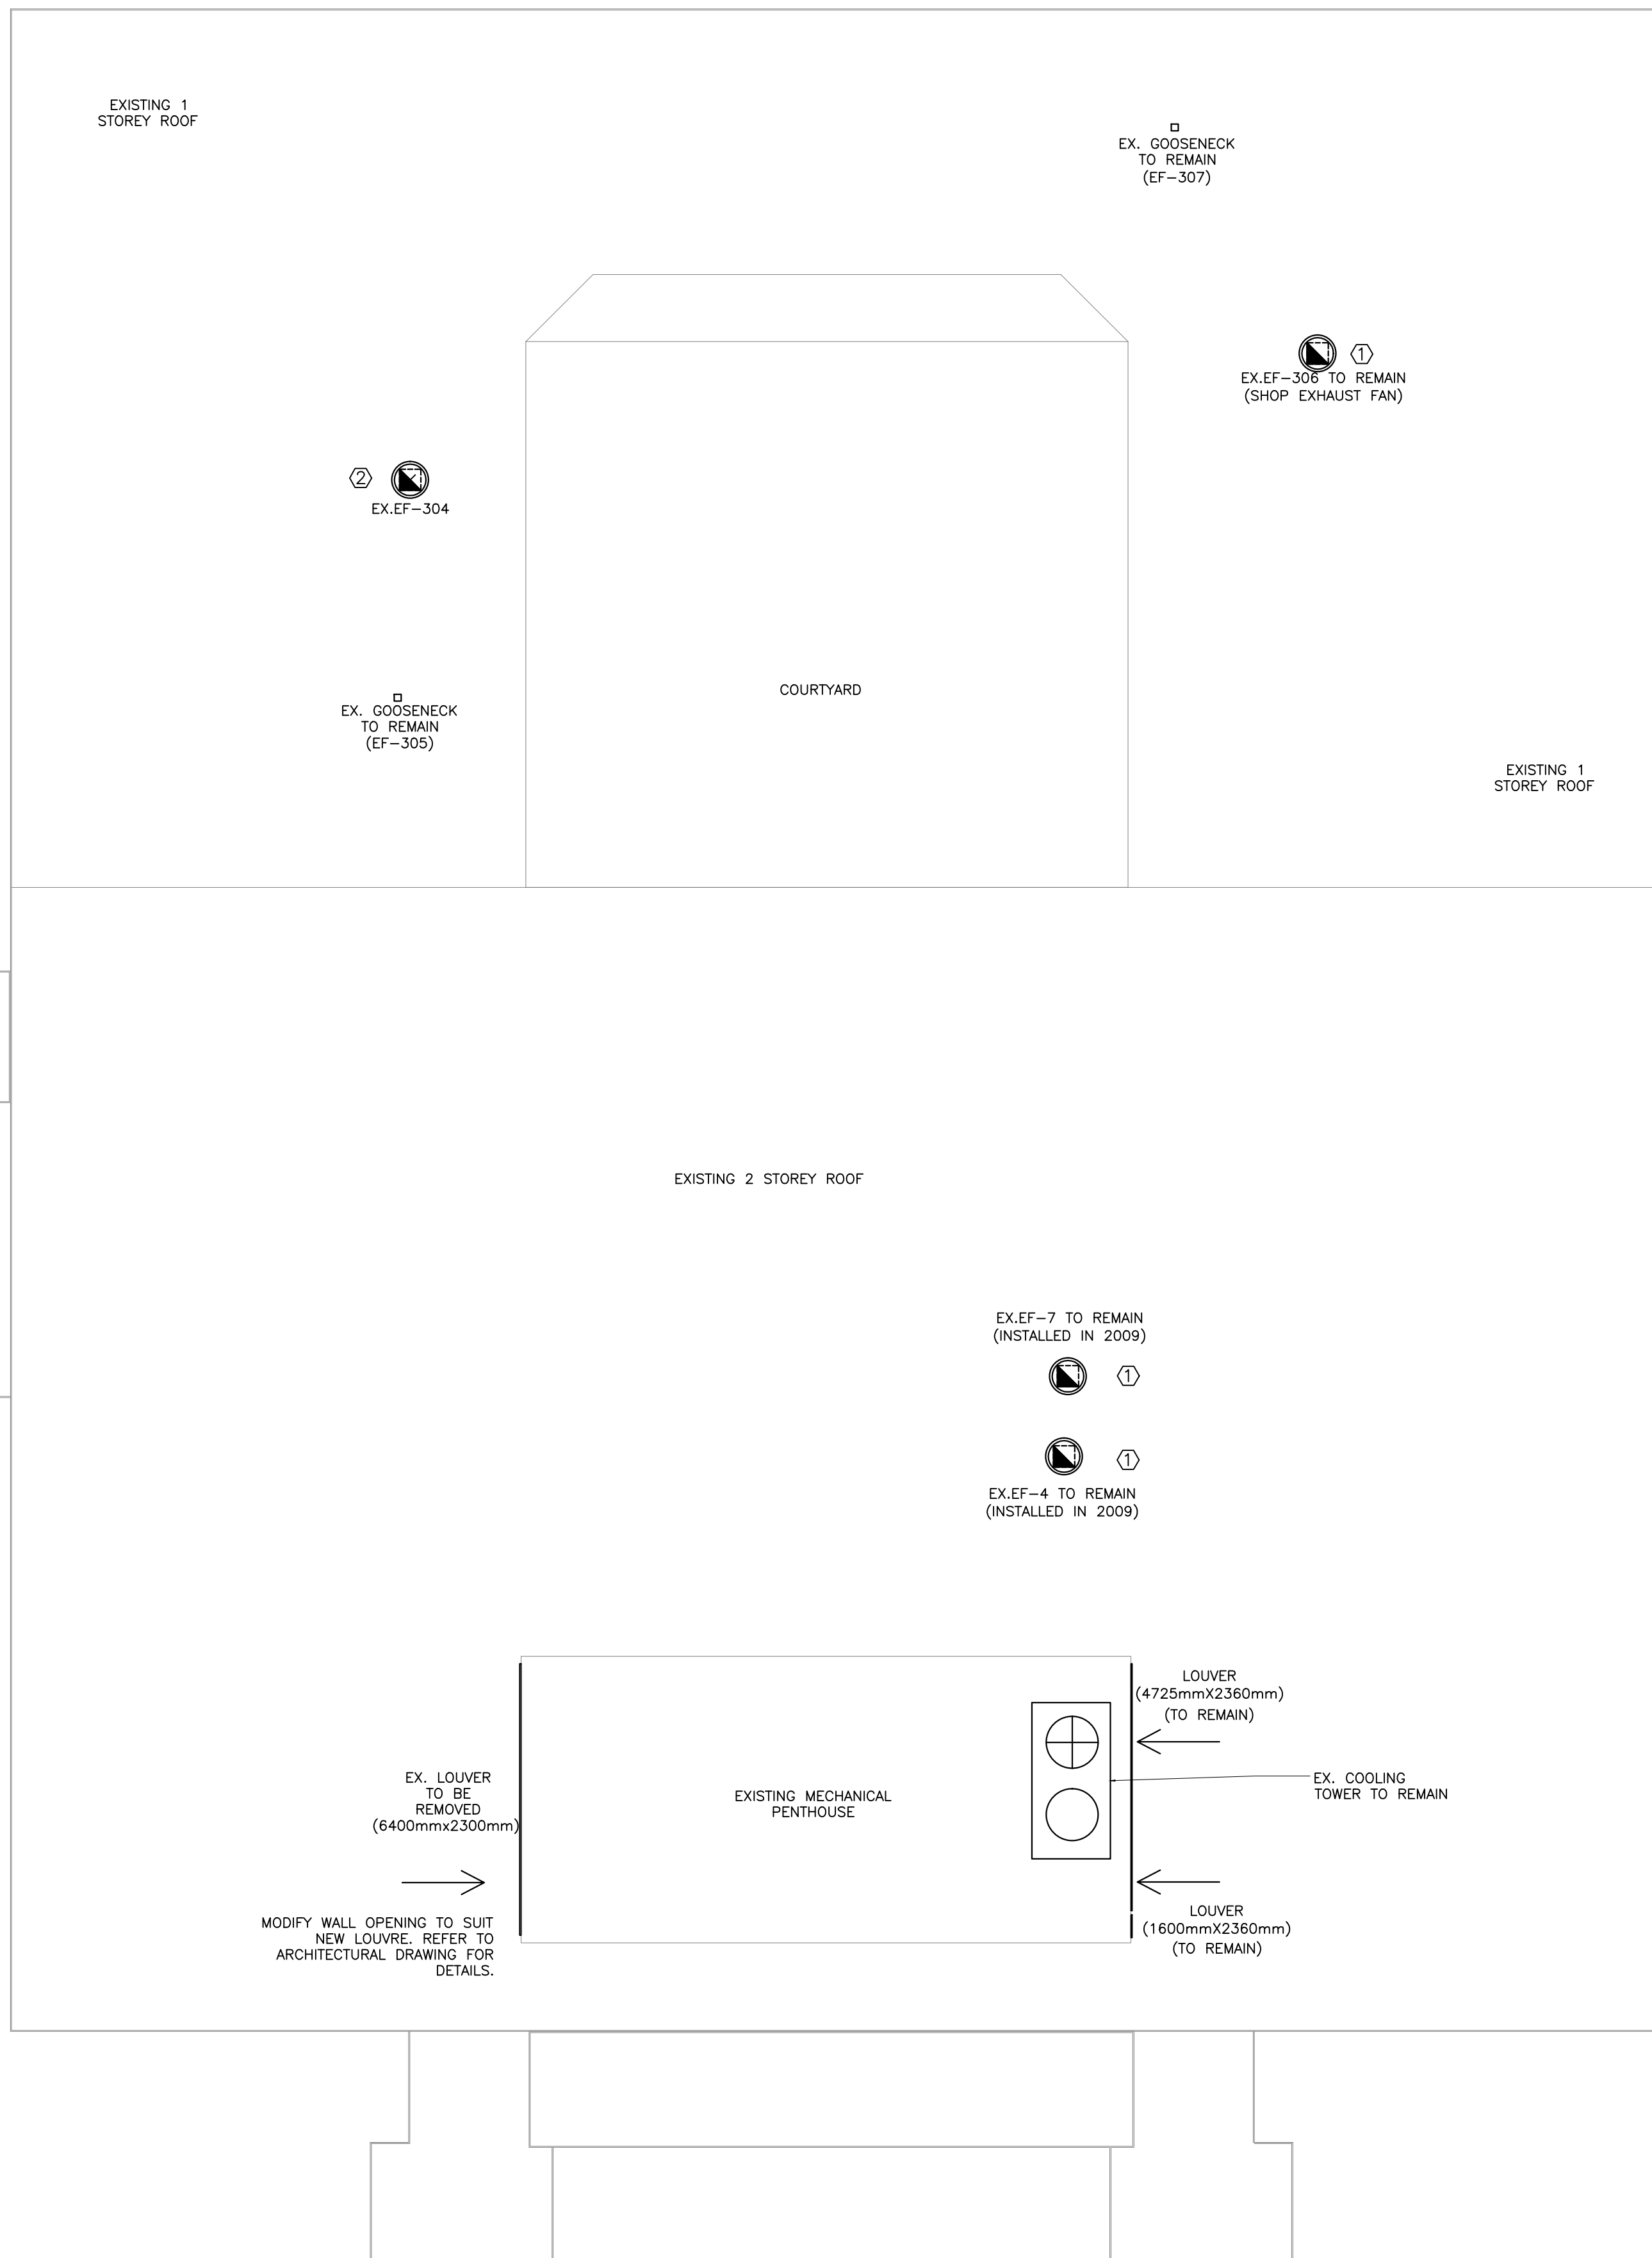 EXISTING 1
STOREY ROOF
EX. GOOSENECK
TO REMAIN
(EF-307)
1
EX.EF-306 TO REMAIN
(SHOP EXHAUST FAN)
2
EX.EF-304
COURTYARD
EX. GOOSENECK
TO REMAIN
(EF-305)
EXISTING 1
STOREY ROOF
EXISTING 2 STOREY ROOF
EX.EF-7 TO REMAIN
(INSTALLED IN 2009)
1
1
EX.EF-4 TO REMAIN
(INSTALLED IN 2009)
LOUVER
(4725mmX2360mm)
(TO REMAIN)
EX. LOUVER
TO BE
REMOVED
(6400mmx2300mm)
EXISTING MECHANICAL
PENTHOUSE
EX. COOLING
TOWER TO REMAIN
MODIFY WALL OPENING TO SUIT
NEW LOUVRE. REFER TO
ARCHITECTURAL DRAWING FOR
DETAILS.
LOUVER
(1600mmX2360mm)
(TO REMAIN)